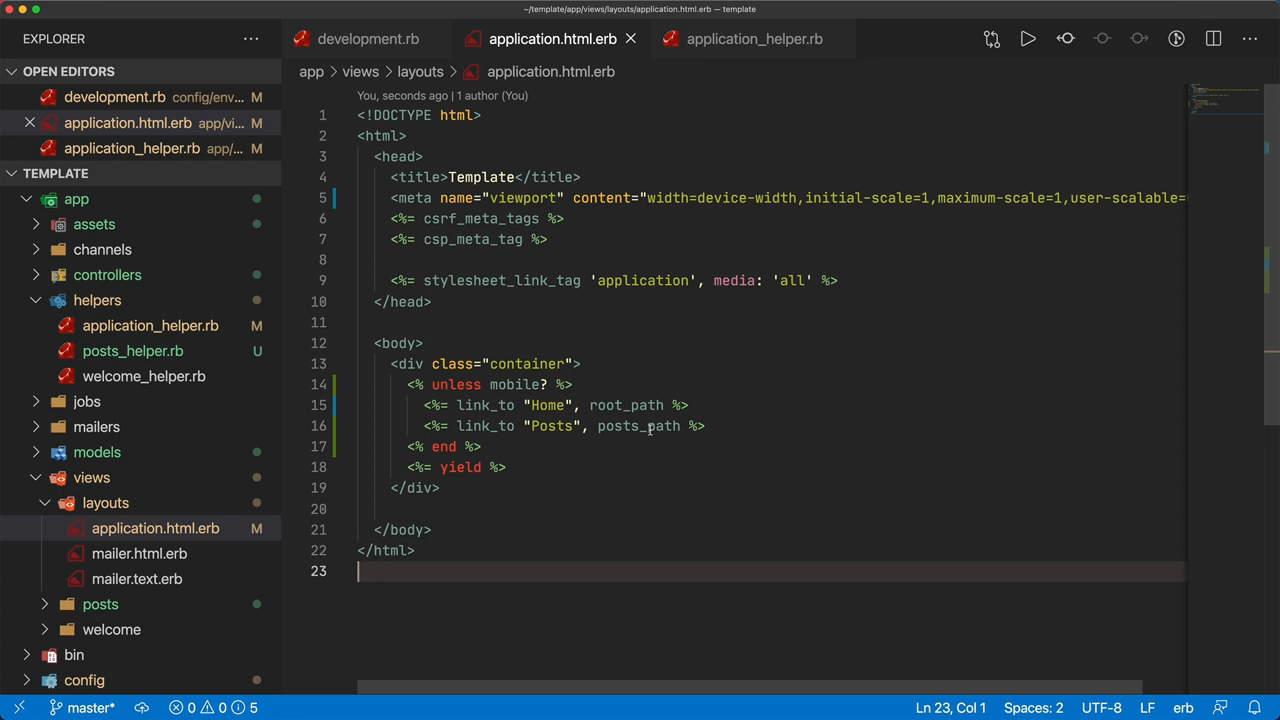 ~/template/app/views/layouts/application.html.erb — template
EXPLORER
development.rb
application.html.erb
application_helper.rb
OPEN EDITORS
app
views
layouts
application.html.erb
development.rb config/env... M
application.html.erb app/vi... M
application_helper.rb app/... M
TEMPLATE
app
assets
channels
controllers
helpers
application_helper.rb M
posts_helper.rb U
welcome_helper.rb
jobs
mailers
models
views
layouts
application.html.erb M
mailer.html.erb
mailer.text.erb
posts
welcome
bin
config
You, seconds ago | 1 author (You)
1 <!DOCTYPE html>
2 <html>
3 <head>
4 <title>Template</title>
5 <meta name="viewport" content="width=device-width,initial-scale=1,maximum-scale=1,user-scalable=
6 <%= csrf_meta_tags %>
7 <%= csp_meta_tag %>
8
9 <%= stylesheet_link_tag 'application', media: 'all' %>
10 </head>
11
12 <body>
13 <div class="container">
14 <% unless mobile? %>
15 <%= link_to "Home", root_path %>
16 <%= link_to "Posts", posts_path %>
17 <% end %>
18 <%= yield %>
19 </div>
20
21 </body>
22 </html>
23
master* 0 0 5 Ln 23, Col 1 Spaces: 2 UTF-8 LF erb